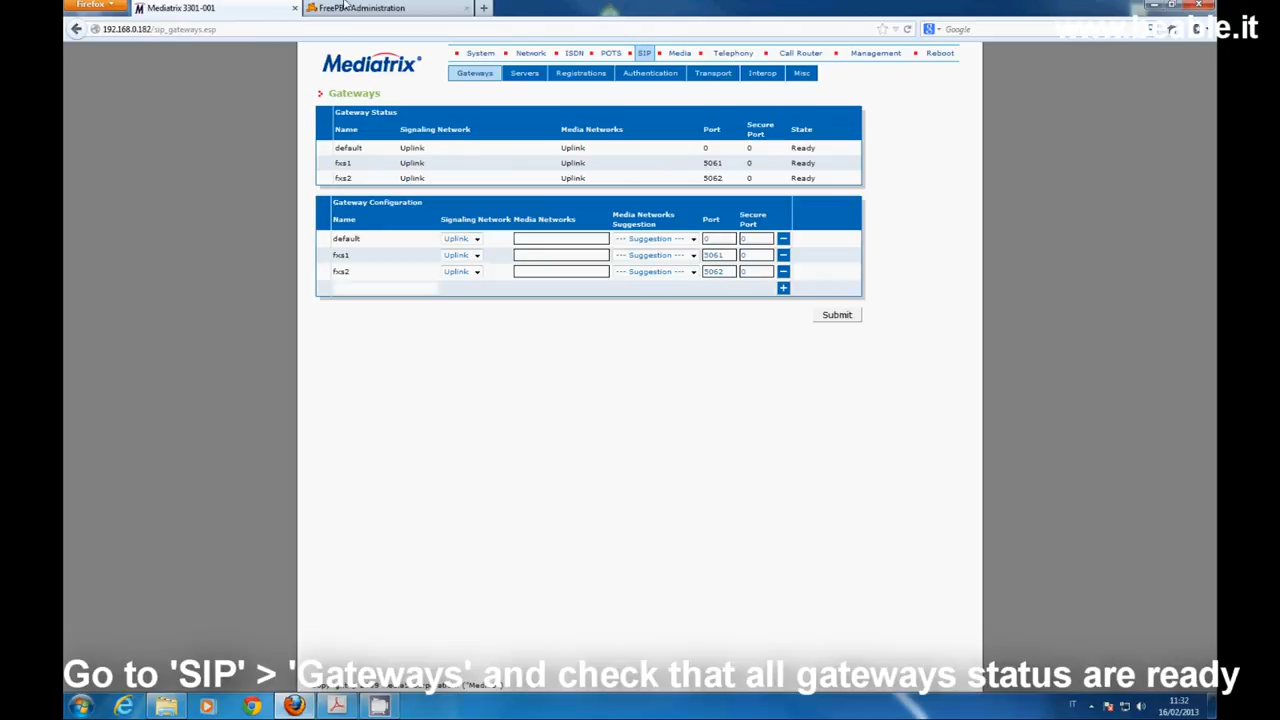 Firefox
Mediatrix 3301-001
FreePBX Administration
192.168.0.182/sip_gateways.esp
Google
Mediatrix
System Network ISDN POTS SIP Media Telephony Call Router Management Reboot
Gateways Servers Registrations Authentication Transport Interop Misc
Gateways
Gateway Status
Name Signaling Network Media Networks Port Secure Port State
default Uplink Uplink 0 0 Ready
fxs1 Uplink Uplink 5061 0 Ready
fxs2 Uplink Uplink 5062 0 Ready
Gateway Configuration
Name Signaling Network Media Networks Media Networks Suggestion Port Secure Port
default Uplink --- Suggestion --- 0 0
fxs1 Uplink --- Suggestion --- 5061 0
fxs2 Uplink --- Suggestion --- 5062 0
Submit
Go to 'SIP' > 'Gateways' and check that all gateways status are ready
IT
11:32
16/02/2013